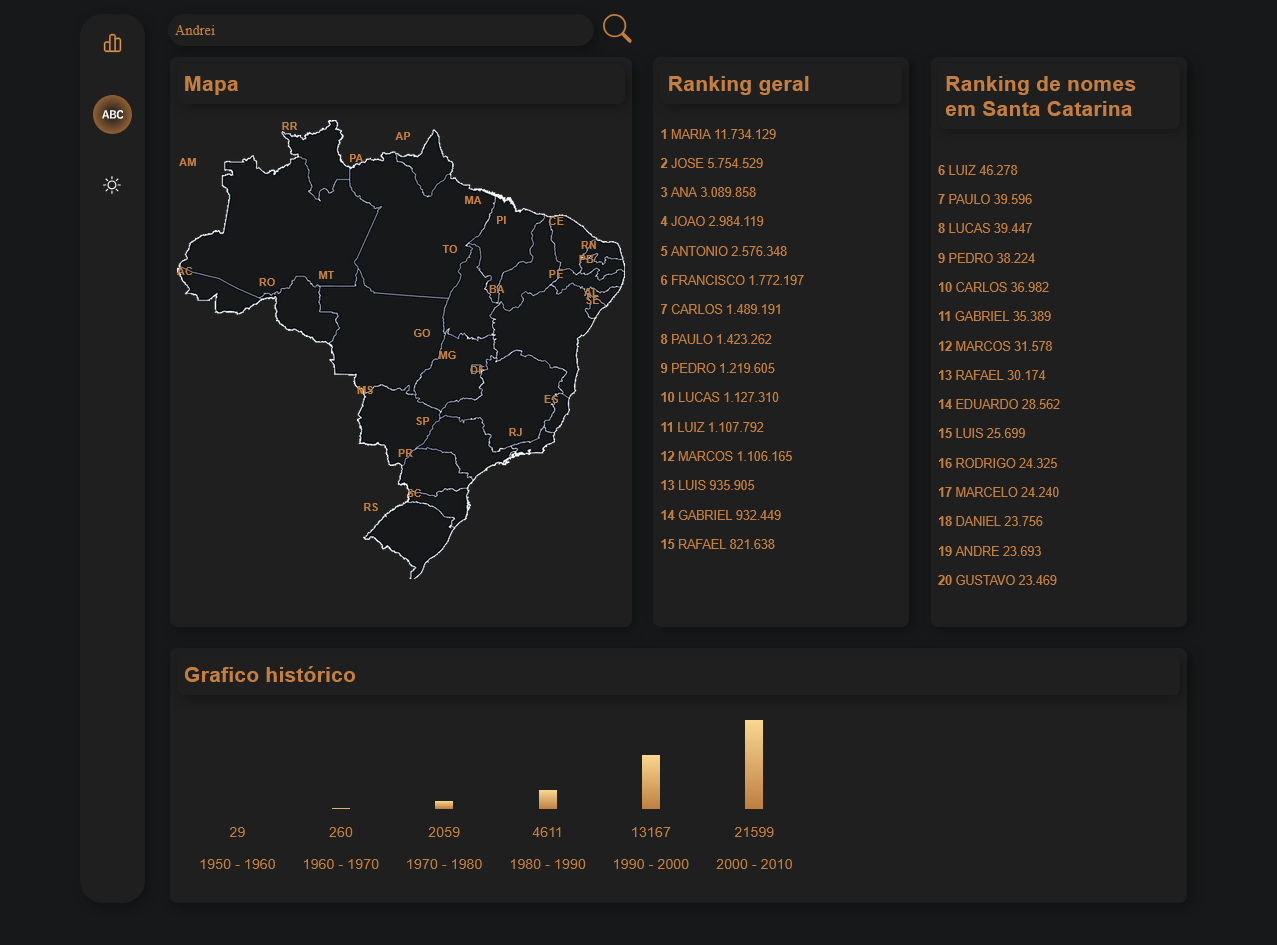 Andrei
ABC
Mapa
RR
AP
AM
PA
MA
PI
CE
TO
RN
PB
AC
RO
MT
PE
BA
AL
SE
GO
MG
DF
MS
ES
SP
RJ
PR
SC
RS
Ranking geral
1 MARIA 11.734.129
2 JOSE 5.754.529
3 ANA 3.089.858
4 JOAO 2.984.119
5 ANTONIO 2.576.348
6 FRANCISCO 1.772.197
7 CARLOS 1.489.191
8 PAULO 1.423.262
9 PEDRO 1.219.605
10 LUCAS 1.127.310
11 LUIZ 1.107.792
12 MARCOS 1.106.165
13 LUIS 935.905
14 GABRIEL 932.449
15 RAFAEL 821.638
Ranking de nomes
em Santa Catarina
6 LUIZ 46.278
7 PAULO 39.596
8 LUCAS 39.447
9 PEDRO 38.224
10 CARLOS 36.982
11 GABRIEL 35.389
12 MARCOS 31.578
13 RAFAEL 30.174
14 EDUARDO 28.562
15 LUIS 25.699
16 RODRIGO 24.325
17 MARCELO 24.240
18 DANIEL 23.756
19 ANDRE 23.693
20 GUSTAVO 23.469
Grafico histórico
29 260 2059 4611 13167 21599
1950 - 1960 1960 - 1970 1970 - 1980 1980 - 1990 1990 - 2000 2000 - 2010